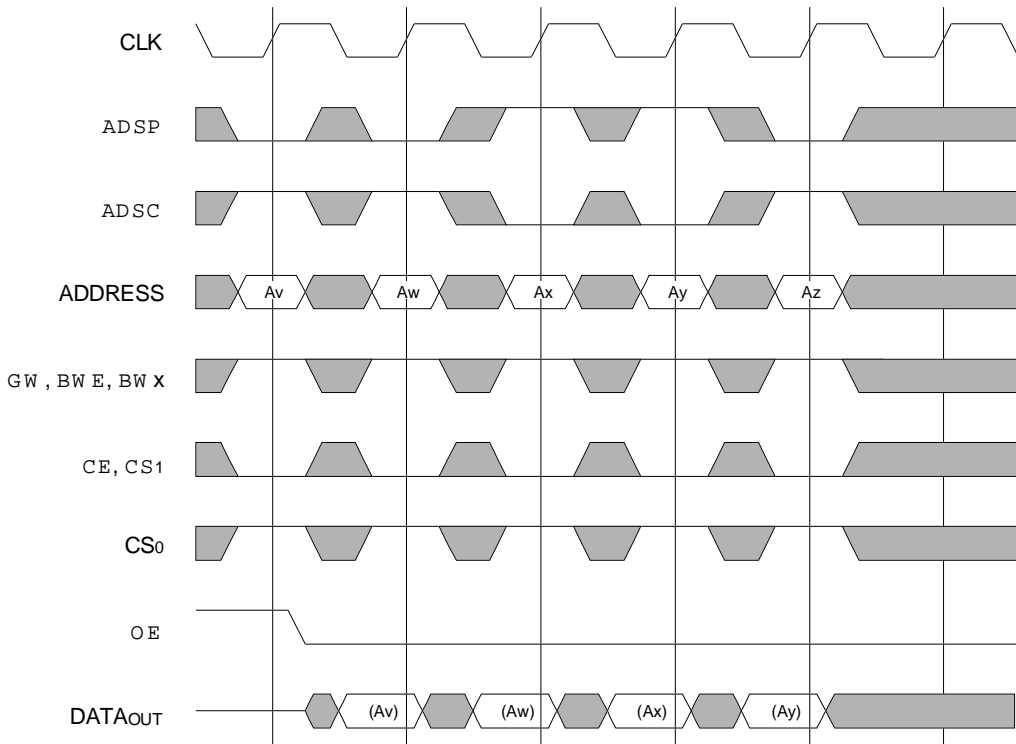 CLK
ADSP
ADSC
ADDRESS Av Aw Ax Ay Az
GW, BWE, BWx
CE, CS1
CS0
OE
DATAOUT (Av) (Aw) (Ax) (Ay)